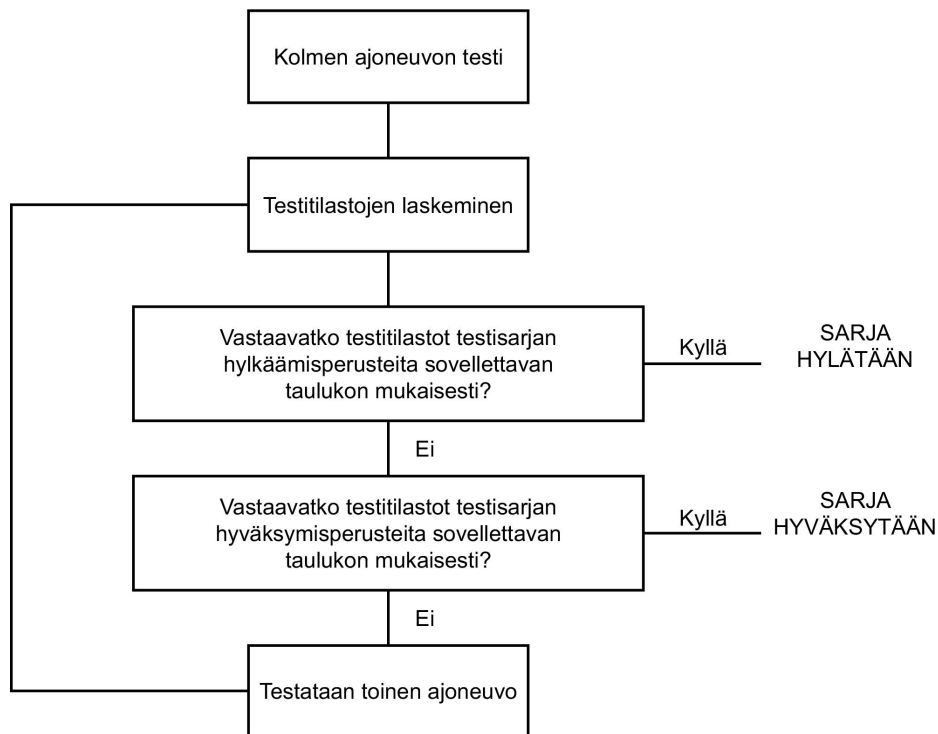 Kolmen ajoneuvon testi
Testitilastojen laskeminen
Vastaavatko testitilastot testisarjan
hylkäämisperusteita sovellettavan
taulukon mukaisesti?
Kyllä
SARJA
HYLÄTÄÄN
Ei
Vastaavatko testitilastot testisarjan
hyväksymisperusteita sovellettavan
taulukon mukaisesti?
Kyllä
SARJA
HYVÄKSYTÄÄN
Ei
Testataan toinen ajoneuvo